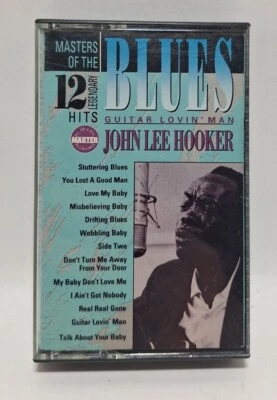 MASTERS OF THE
12 LEGENDARY
HITS
BLUES
GUITAR LOVIN' MAN
MASTER
JOHN LEE HOOKER
Stuttering Blues
You Lost A Good Man
Love My Baby
Misbelieving Baby
Drifting Blues
Wobbling Baby
Side Two
Don't Turn Me Away
From Your Door
My Baby Don't Love Me
I Ain't Got Nobody
Real Real Gone
Guitar Lovin' Man
Talk About Your Baby